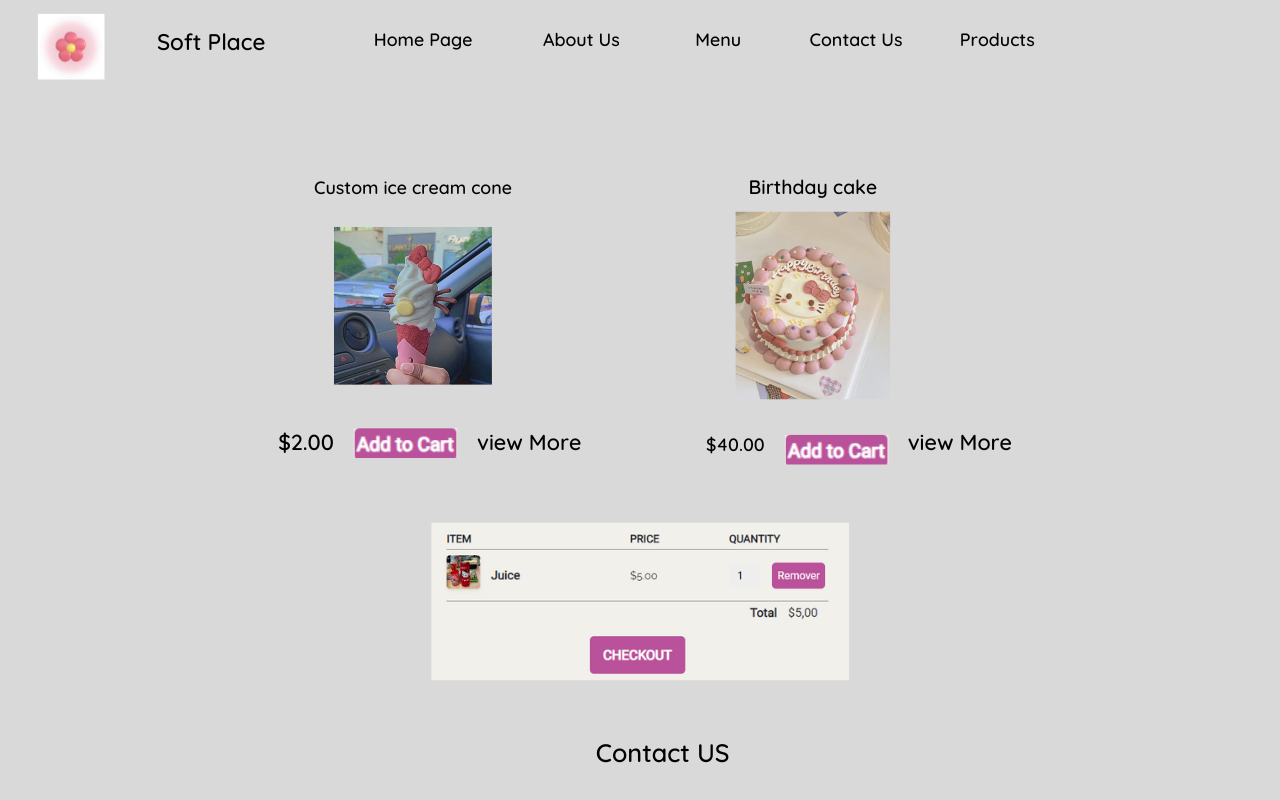 Soft Place
Home Page
About Us
Menu
Contact Us
Products
Custom ice cream cone
Birthday cake
$2.00
Add to Cart
view More
$40.00
Add to Cart
view More
ITEM PRICE QUANTITY
Juice $5.00 1 Remover
Total $5,00
CHECKOUT
Contact US